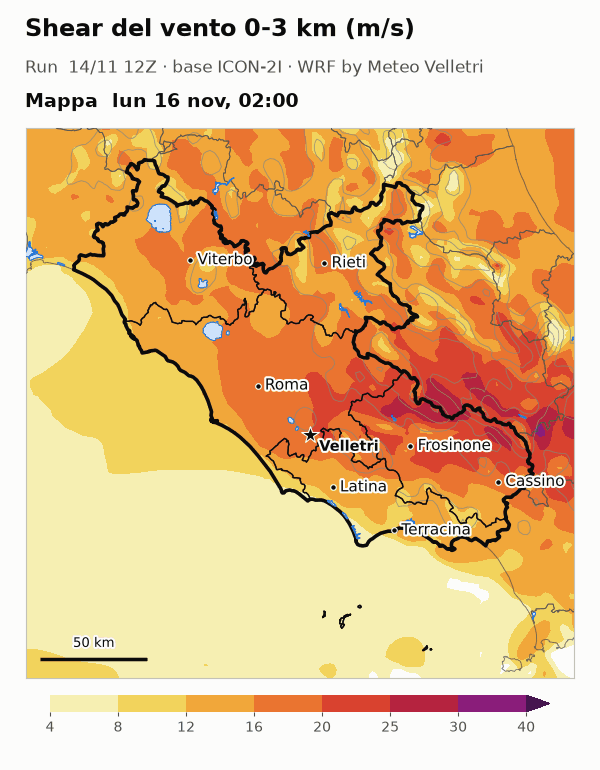 Shear del vento 0-3 km (m/s)
Run  14/11 12Z · base ICON-2I · WRF by Meteo Velletri
Mappa  lun 16 nov, 02:00
Viterbo
Rieti
Roma
Velletri
Frosinone
Cassino
Latina
Terracina
50 km
4 8 12 16 20 25 30 40